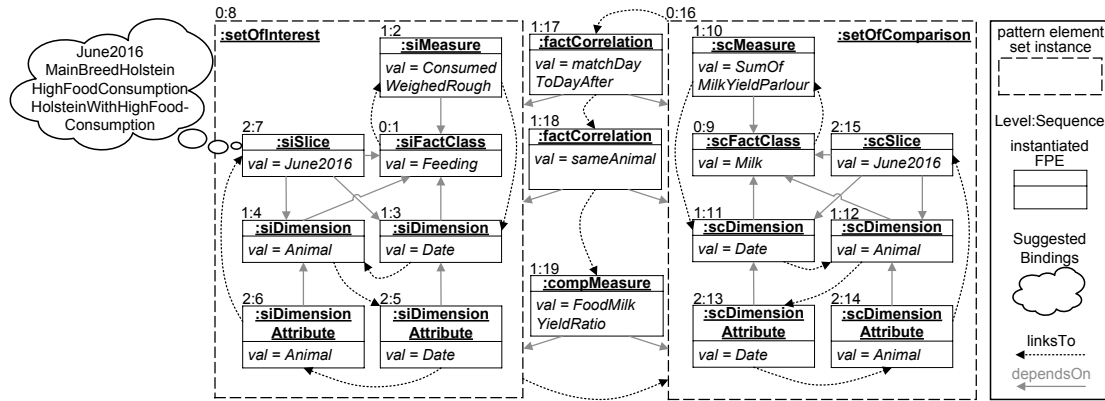 June2016
MainBreedHolstein
HighFoodConsumption
HolsteinWithHighFood-
Consumption
0:8
:setOfInterest
1:2
:siMeasure
val = Consumed
WeighedRough
2:7
:siSlice
val = June2016
0:1
:siFactClass
val = Feeding
1:4
:siDimension
val = Animal
1:3
:siDimension
val = Date
2:6
:siDimension
Attribute
val = Animal
2:5
:siDimension
Attribute
val = Date
1:17
:factCorrelation
val = matchDay
ToDayAfter
1:18
:factCorrelation
val = sameAnimal
1:19
:compMeasure
val = FoodMilk
YieldRatio
0:16
:setOfComparison
1:10
:scMeasure
val = SumOf
MilkYieldParlour
0:9
:scFactClass
val = Milk
2:15
:scSlice
val = June2016
1:11
:scDimension
val = Date
1:12
:scDimension
val = Animal
2:13
:scDimension
Attribute
val = Date
2:14
:scDimension
Attribute
val = Animal
pattern element
set instance
Level:Sequence
instantiated
FPE
Suggested
Bindings
linksTo
dependsOn